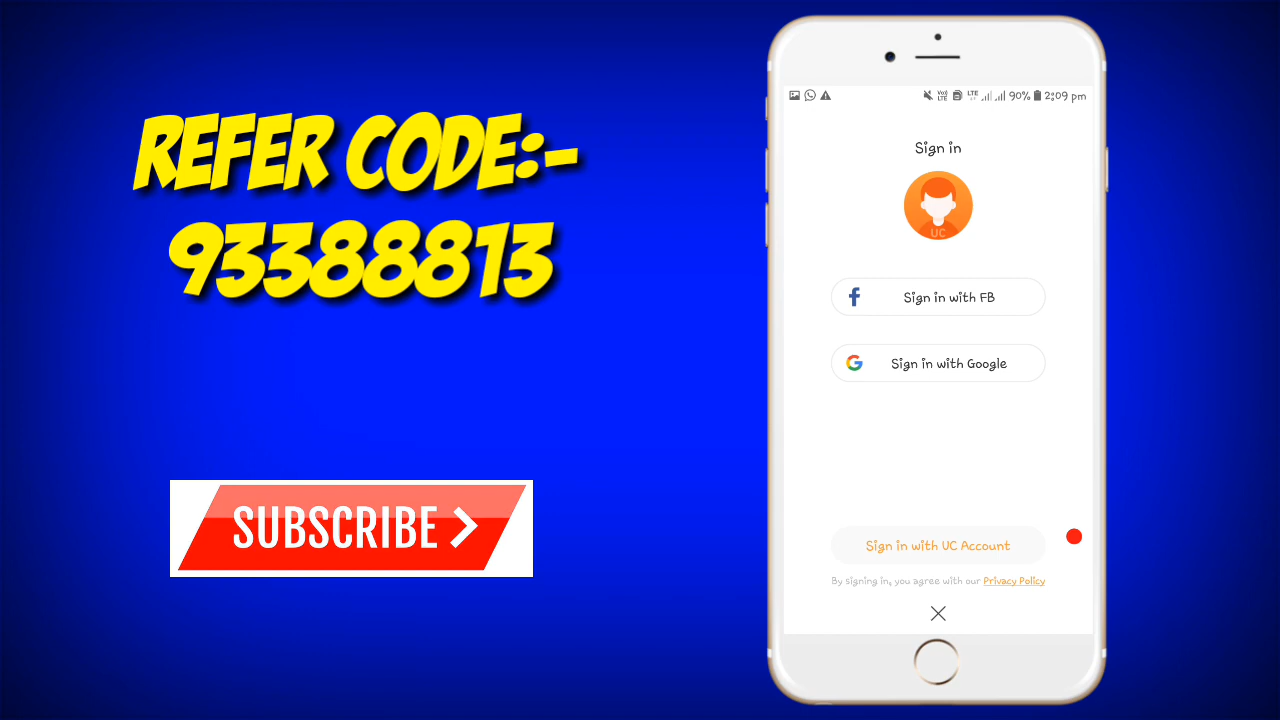 REFER CODE:-
93388813
SUBSCRIBE
LTE 90% 2:09 pm
Sign in
UC
Sign in with FB
Sign in with Google
Sign in with UC Account
By signing in, you agree with our Privacy Policy